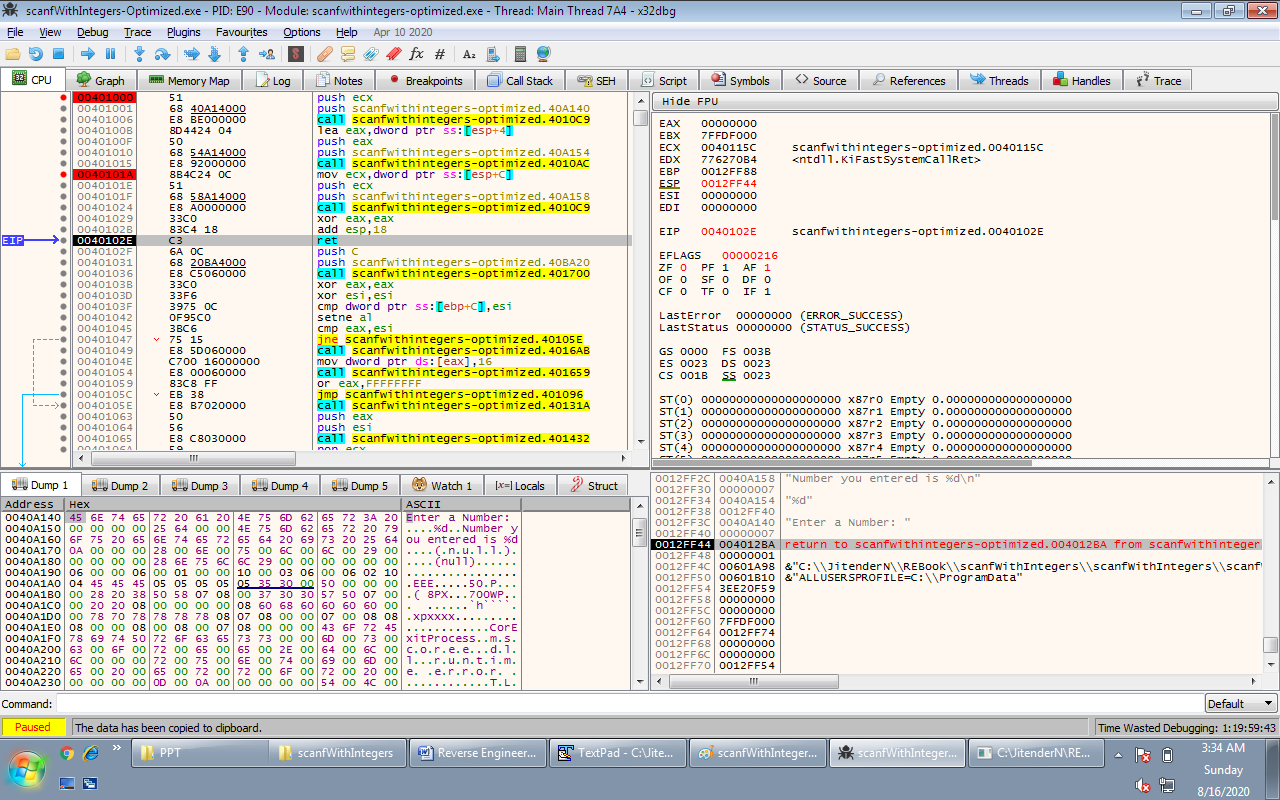 scanfWithIntegers-Optimized.exe - PID: E90 - Module: scanfwithintegers-optimized.exe - Thread: Main Thread 7A4 - x32dbg
File View Debug Trace Plugins Favourites Options Help Apr 10 2020
CPU Graph Memory Map Log Notes Breakpoints Call Stack SEH Script Symbols Source References Threads Handles Trace
00401000 51 push ecx
00401001 68 40A14000 push scanfwithintegers-optimized.40A140
00401006 E8 BE000000 call scanfwithintegers-optimized.4010C9
0040100B 8D4424 04 lea eax,dword ptr ss:[esp+4]
0040100F 50 push eax
00401010 68 54A14000 push scanfwithintegers-optimized.40A154
00401015 E8 92000000 call scanfwithintegers-optimized.4010AC
0040101A 8B4C24 0C mov ecx,dword ptr ss:[esp+C]
0040101E 51 push ecx
0040101F 68 58A14000 push scanfwithintegers-optimized.40A158
00401024 E8 A0000000 call scanfwithintegers-optimized.4010C9
00401029 33C0 xor eax,eax
0040102B 83C4 18 add esp,18
EIP 0040102E C3 ret
0040102F 6A 0C push C
00401031 68 20BA4000 push scanfwithintegers-optimized.40BA20
00401036 E8 C5060000 call scanfwithintegers-optimized.401700
0040103B 33C0 xor eax,eax
0040103D 33F6 xor esi,esi
0040103F 3975 0C cmp dword ptr ss:[ebp+C],esi
00401042 0F95C0 setne al
00401045 3BC6 cmp eax,esi
00401047 75 15 jne scanfwithintegers-optimized.40105E
00401049 E8 5D060000 call scanfwithintegers-optimized.4016AB
0040104E C700 16000000 mov dword ptr ds:[eax],16
00401054 E8 00060000 call scanfwithintegers-optimized.401659
00401059 83C8 FF or eax,FFFFFFFF
0040105C EB 38 jmp scanfwithintegers-optimized.401096
0040105E E8 B7020000 call scanfwithintegers-optimized.40131A
00401063 50 push eax
00401064 56 push esi
00401065 E8 C8030000 call scanfwithintegers-optimized.401432
Hide FPU
EAX 00000000
EBX 7FFDF000
ECX 0040115C scanfwithintegers-optimized.0040115C
EDX 776270B4 <ntdll.KiFastSystemCallRet>
EBP 0012FF88
ESP 0012FF44
ESI 00000000
EDI 00000000
EIP 0040102E scanfwithintegers-optimized.0040102E
EFLAGS 00000216
ZF 0 PF 1 AF 1
OF 0 SF 0 DF 0
CF 0 TF 0 IF 1
LastError 00000000 (ERROR_SUCCESS)
LastStatus 00000000 (STATUS_SUCCESS)
GS 0000 FS 003B
ES 0023 DS 0023
CS 001B SS 0023
ST(0) 00000000000000000000 x87r0 Empty 0.000000000000000000
ST(1) 00000000000000000000 x87r1 Empty 0.000000000000000000
ST(2) 00000000000000000000 x87r2 Empty 0.000000000000000000
ST(3) 00000000000000000000 x87r3 Empty 0.000000000000000000
ST(4) 00000000000000000000 x87r4 Empty 0.000000000000000000
Dump 1 Dump 2 Dump 3 Dump 4 Dump 5 Watch 1 [x=] Locals Struct
Address Hex ASCII
0040A140 45 6E 74 65 72 20 61 20 4E 75 6D 62 65 72 3A 20 Enter a Number:
0040A150 00 00 00 00 25 64 00 00 4E 75 6D 62 65 72 20 79 ....%d..Number y
0040A160 6F 75 20 65 6E 74 65 72 65 64 20 69 73 20 25 64 ou entered is %d
0040A170 0A 00 00 00 28 00 6E 00 75 00 6C 00 6C 00 29 00 ....(.n.u.l.l.).
0040A180 00 00 00 00 28 6E 75 6C 6C 29 00 00 00 00 00 00 ....(null)......
0040A190 06 00 00 06 00 01 00 00 10 00 03 06 00 06 02 10
0040A1A0 04 45 45 45 05 05 05 05 05 35 30 00 50 00 00 00 .EEE.....50.P...
0040A1B0 00 28 20 38 50 58 07 08 00 37 30 30 57 50 07 00 .( 8PX...700WP..
0040A1C0 00 20 20 08 00 00 00 00 08 60 68 60 60 60 60 00
0040A1D0 00 78 70 78 78 78 78 08 07 08 00 00 07 00 08 08 .xpxxxx.........
0040A1E0 08 00 00 08 00 08 00 07 08 00 00 00 43 6F 72 45 ............CorE
0040A1F0 78 69 74 50 72 6F 63 65 73 73 00 00 6D 00 73 00 xitProcess..m.s.
0040A200 63 00 6F 00 72 00 65 00 65 00 2E 00 64 00 6C 00 c.o.r.e.e...d.l.
0040A210 6C 00 00 00 72 00 75 00 6E 00 74 00 69 00 6D 00 l...r.u.n.t.i.m.
0040A220 65 00 20 00 65 00 72 00 72 00 6F 00 72 00 20 00 e. .e.r.r.o.r. .
0040A230 00 00 00 00 0D 00 0A 00 00 00 00 00 54 00 4C 00 ............T.L.
0012FF2C 0040A158 "Number you entered is %d\n"
0012FF30 00000007
0012FF34 0040A154 "%d"
0012FF38 0012FF40
0012FF3C 0040A140 "Enter a Number: "
0012FF40 00000007
0012FF44 004012BA return to scanfwithintegers-optimized.004012BA from scanfwithinteger
0012FF48 00000001
0012FF4C 00601A98 &"C:\\JitenderN\\REBook\\scanfWithIntegers\\scanfWithIntegers\\scanf
0012FF50 00601B10 &"ALLUSERSPROFILE=C:\\ProgramData"
0012FF54 3EE20F59
0012FF58 00000000
0012FF5C 00000000
0012FF60 7FFDF000
0012FF64 0012FF74
0012FF68 00000000
0012FF6C 00000000
0012FF70 0012FF54
Command: Default
Paused The data has been copied to clipboard. Time Wasted Debugging: 1:19:59:43
PPT scanfWithIntegers Reverse Engineer... TextPad - C:\Jite... scanfWithInteger... scanfWithInteger... C:\JitenderN\RE...
3:34 AM
Sunday
8/16/2020